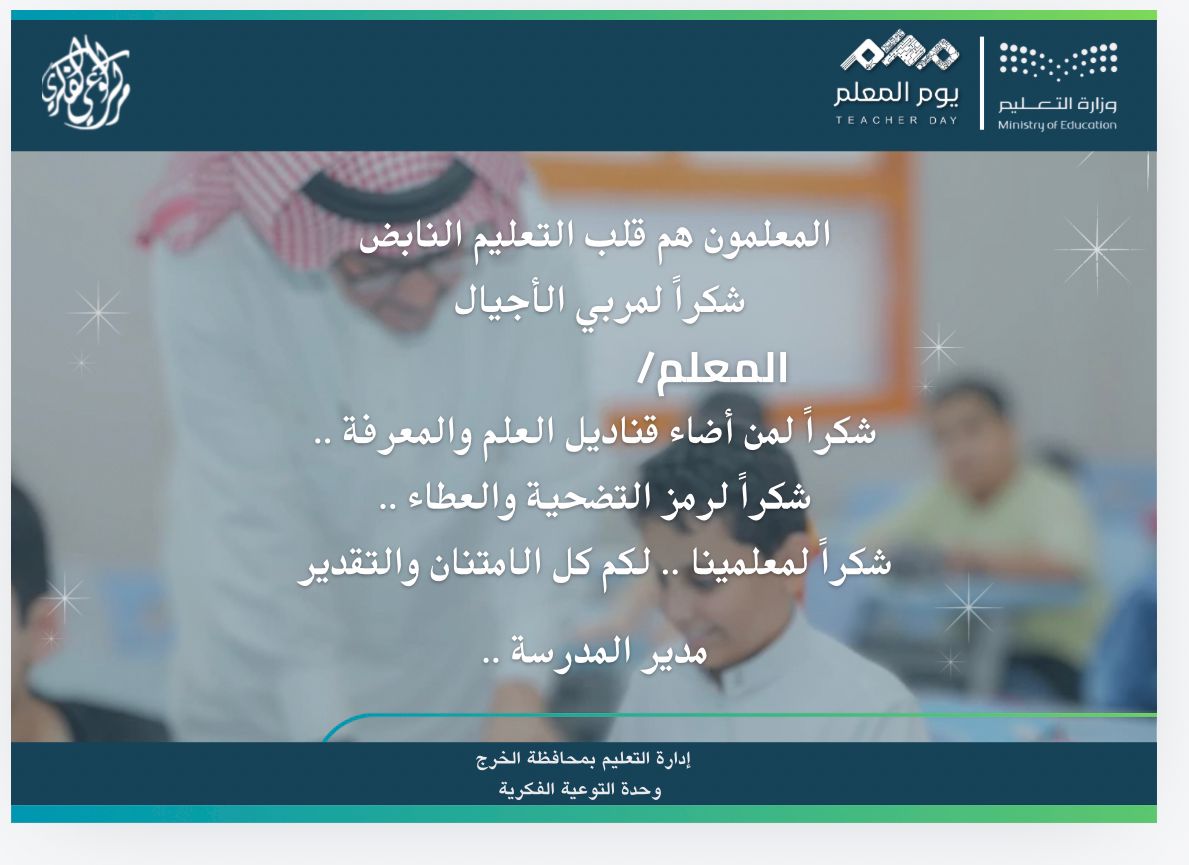 وزارة التعليم
Ministry of Education
يوم المعلم
TEACHER DAY
مركز الوعي الفكري
المعلمون هم قلب التعليم النابض
شكراً لمربي الأجيال
المعلم/
شكراً لمن أضاء قناديل العلم والمعرفة ..
شكراً لرمز التضحية والعطاء ..
شكراً لمعلمينا .. لكم كل الامتنان والتقدير
مدير المدرسة ..
إدارة التعليم بمحافظة الخرج
وحدة التوعية الفكرية